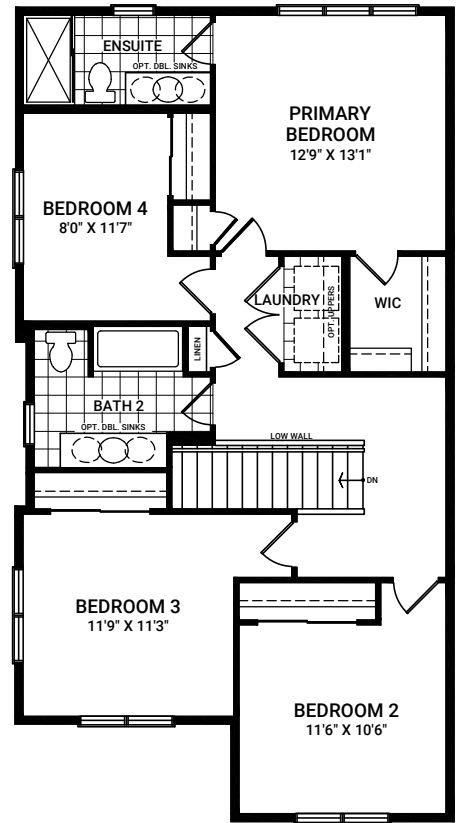 ENSUITE
OPT. DBL. SINKS
PRIMARY
BEDROOM
12'9" X 13'1"
BEDROOM 4
8'0" X 11'7"
LAUNDRY
OPT. UPPERS
WIC
LINEN
BATH 2
OPT. DBL. SINKS
LOW WALL
DN
BEDROOM 3
11'9" X 11'3"
BEDROOM 2
11'6" X 10'6"